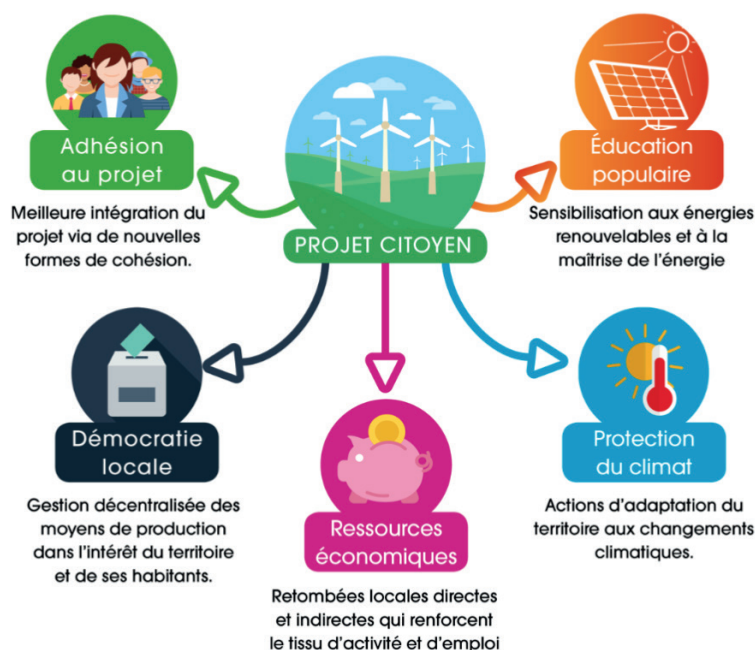 PROJET CITOYEN
Adhésion
au projet
Meilleure intégration du
projet via de nouvelles
formes de cohésion.
Éducation
populaire
Sensibilisation aux énergies
renouvelables et à la
maîtrise de l'énergie
Démocratie
locale
Gestion décentralisée des
moyens de production
dans l'intérêt du territoire
et de ses habitants.
Ressources
économiques
Retombées locales directes
et indirectes qui renforcent
le tissu d'activité et d'emploi
Protection
du climat
Actions d'adaptation du
territoire aux changements
climatiques.